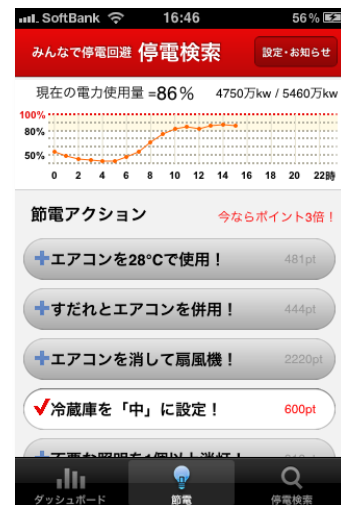 SoftBank 16:46 56%
みんなで停電回避 停電検索 設定・お知らせ
現在の電力使用量 =86% 4750万kw / 5460万kw
100%
80%
50%
0 2 4 6 8 10 12 14 16 18 20 22時
節電アクション 今ならポイント3倍！
エアコンを28°Cで使用！ 481pt
すだれとエアコンを併用！ 444pt
エアコンを消して扇風機！ 2220pt
冷蔵庫を「中」に設定！ 600pt
ダッシュボード 節電 停電検索